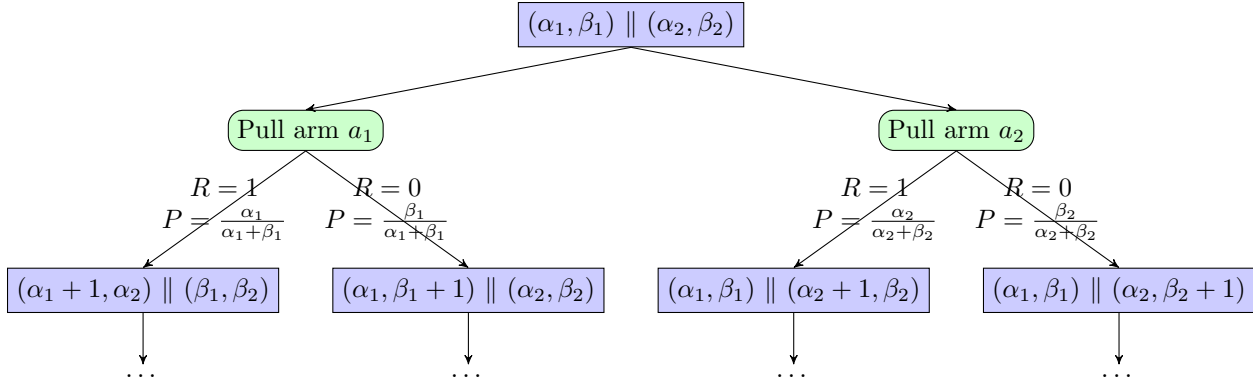 (α₁, β₁) ∥ (α₂, β₂)
Pull arm a₁
Pull arm a₂
R = 1
P = α₁/(α₁+β₁)
R = 0
P = β₁/(α₁+β₁)
R = 1
P = α₂/(α₂+β₂)
R = 0
P = β₂/(α₂+β₂)
(α₁ + 1, α₂) ∥ (β₁, β₂)
(α₁, β₁ + 1) ∥ (α₂, β₂)
(α₁, β₁) ∥ (α₂ + 1, β₂)
(α₁, β₁) ∥ (α₂, β₂ + 1)
...
...
...
...